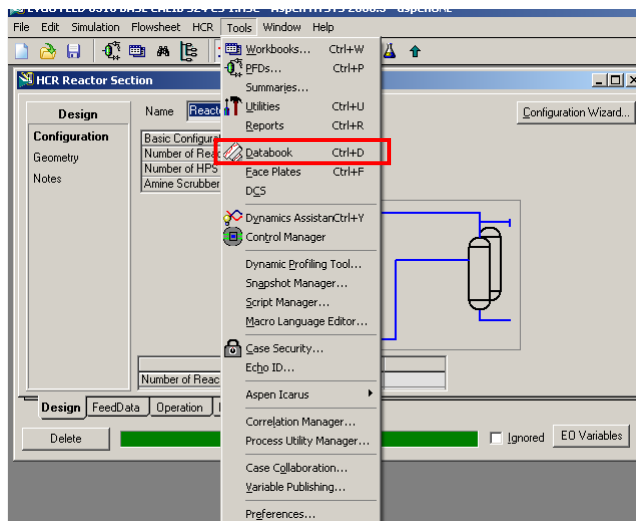 File Edit Simulation Flowsheet HCR Tools Window Help
HCR Reactor Section
Design
Configuration
Geometry
Notes
Name
Configuration Wizard...
Basic Configura
Number of Reac
Number of HPS
Amine Scrubber
Number of Reac
Workbooks... Ctrl+W
PFDs... Ctrl+P
Summaries...
Utilities Ctrl+U
Reports Ctrl+R
Databook Ctrl+D
Face Plates Ctrl+F
DCS
Dynamics AssistanCtrl+Y
Control Manager
Dynamic Profiling Tool...
Snapshot Manager...
Script Manager...
Macro Language Editor...
Case Security...
Echo ID...
Aspen Icarus
Correlation Manager...
Process Utility Manager...
Case Collaboration...
Variable Publishing...
Preferences...
Design FeedData Operation
Delete
Ignored
EO Variables